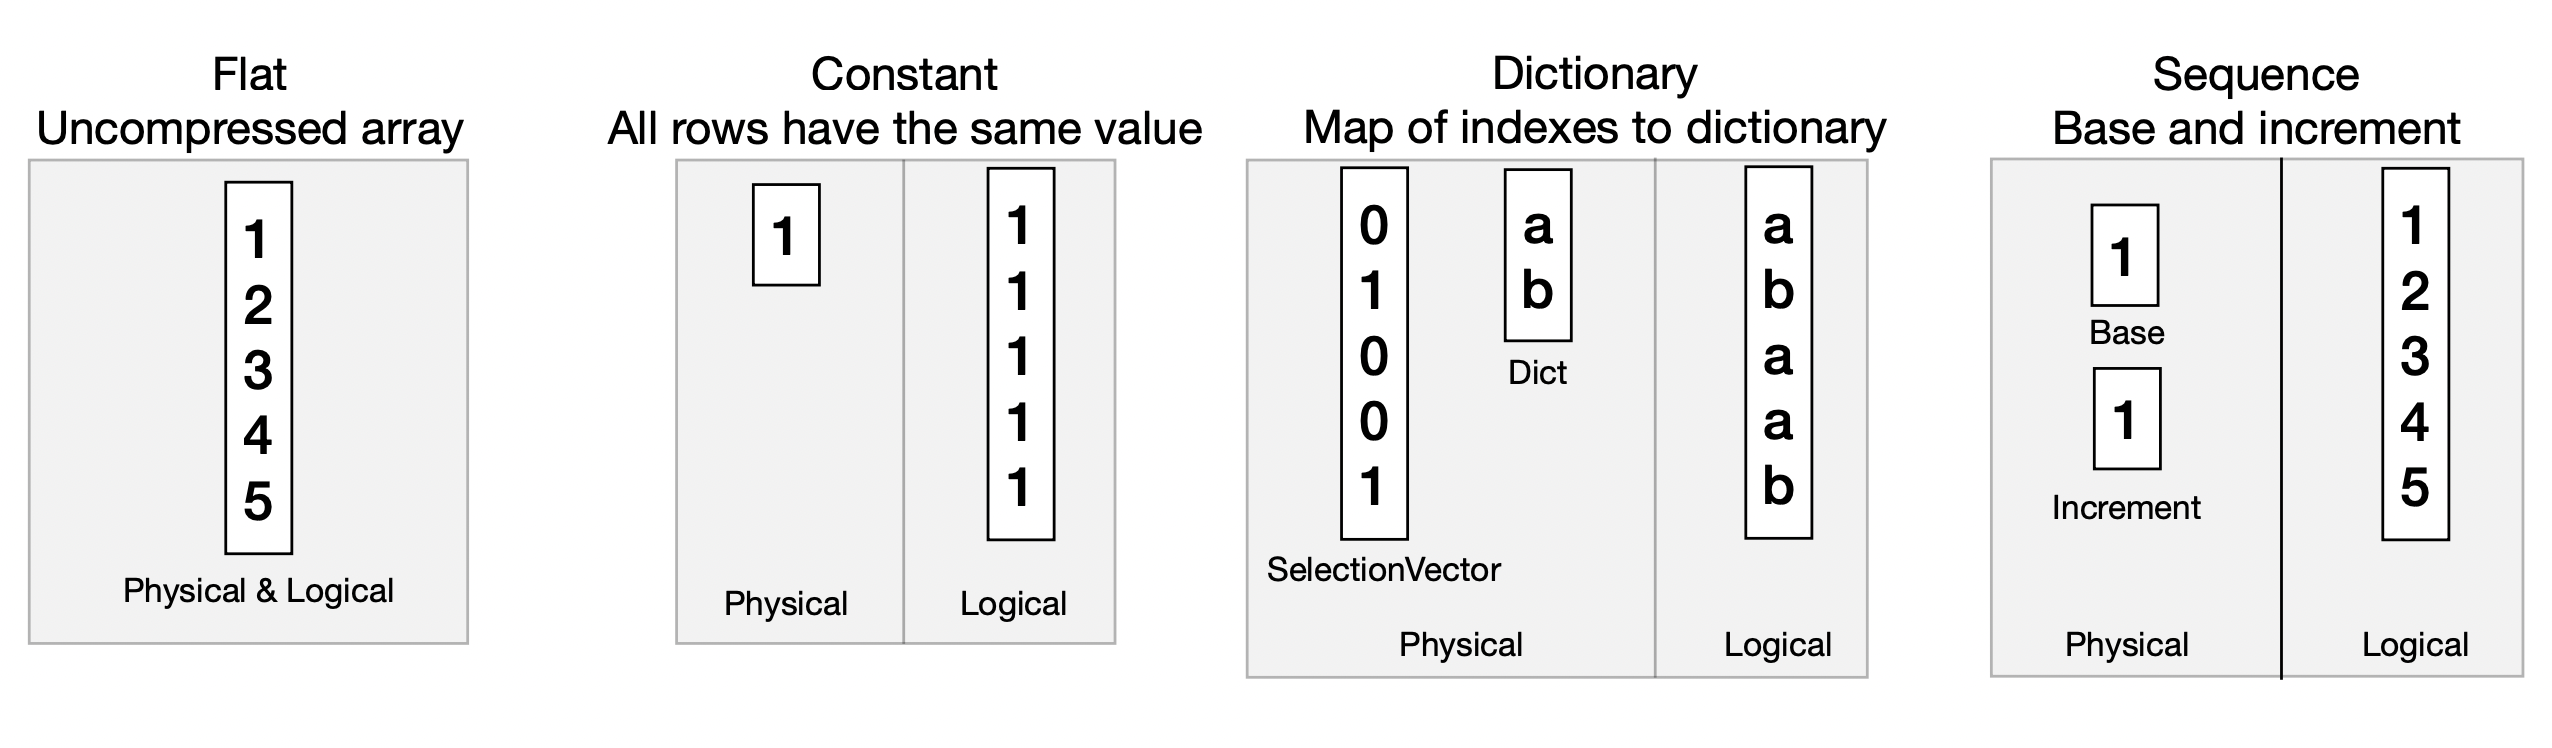 Flat
Uncompressed array
1
2
3
4
5
Physical & Logical
Constant
All rows have the same value
1
Physical
1
1
1
1
1
Logical
Dictionary
Map of indexes to dictionary
0
1
0
0
1
SelectionVector
a
b
Dict
Physical
a
b
a
a
b
Logical
Sequence
Base and increment
1
Base
1
Increment
Physical
1
2
3
4
5
Logical